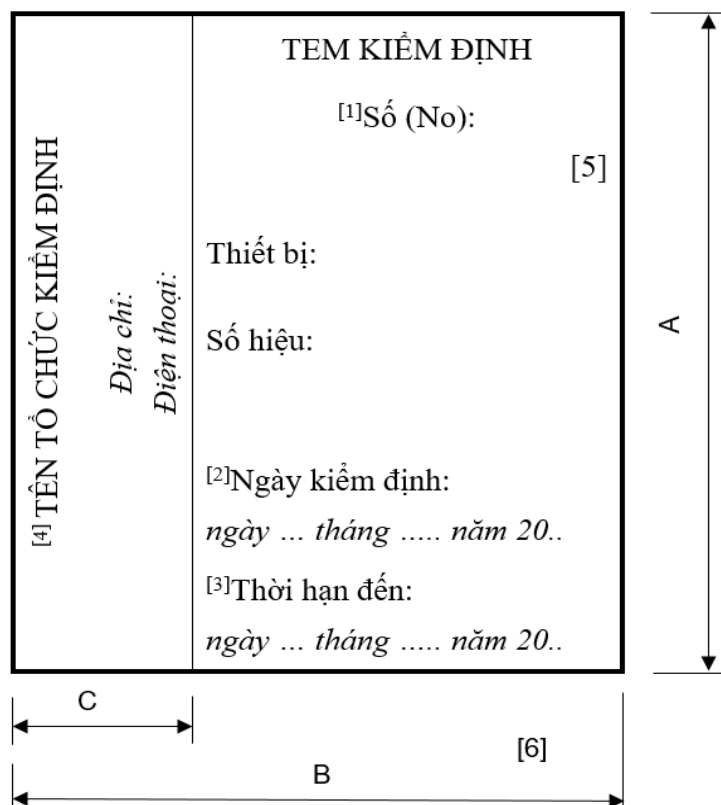 TEM KIỂM ĐỊNH
[1]Số (No):
[5]
Thiết bị:
Số hiệu:
[2]Ngày kiểm định:
ngày ... tháng ..... năm 20..
[3]Thời hạn đến:
ngày ... tháng ..... năm 20..
[4] TÊN TỔ CHỨC KIỂM ĐỊNH
Địa chỉ:
Điện thoại:
A
C
[6]
B